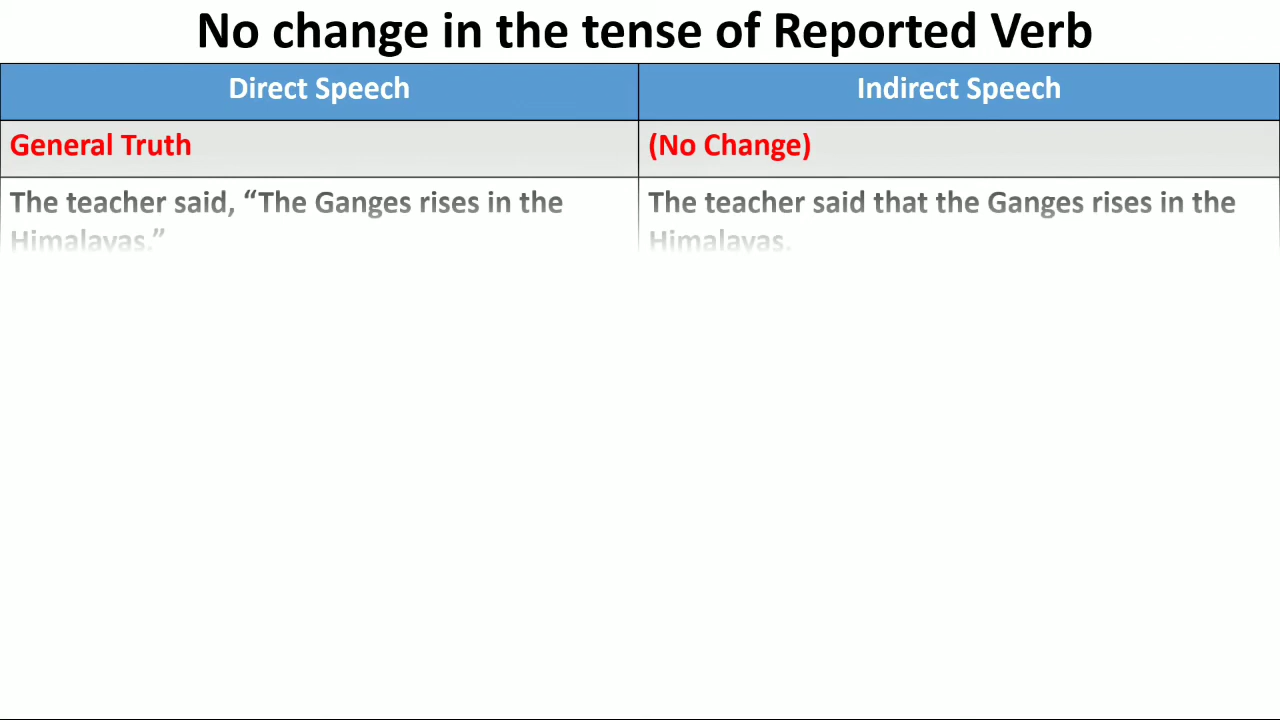 No change in the tense of Reported Verb
Direct Speech
Indirect Speech
General Truth
(No Change)
The teacher said, “The Ganges rises in the
Himalayas.”
The teacher said that the Ganges rises in the
Himalayas.